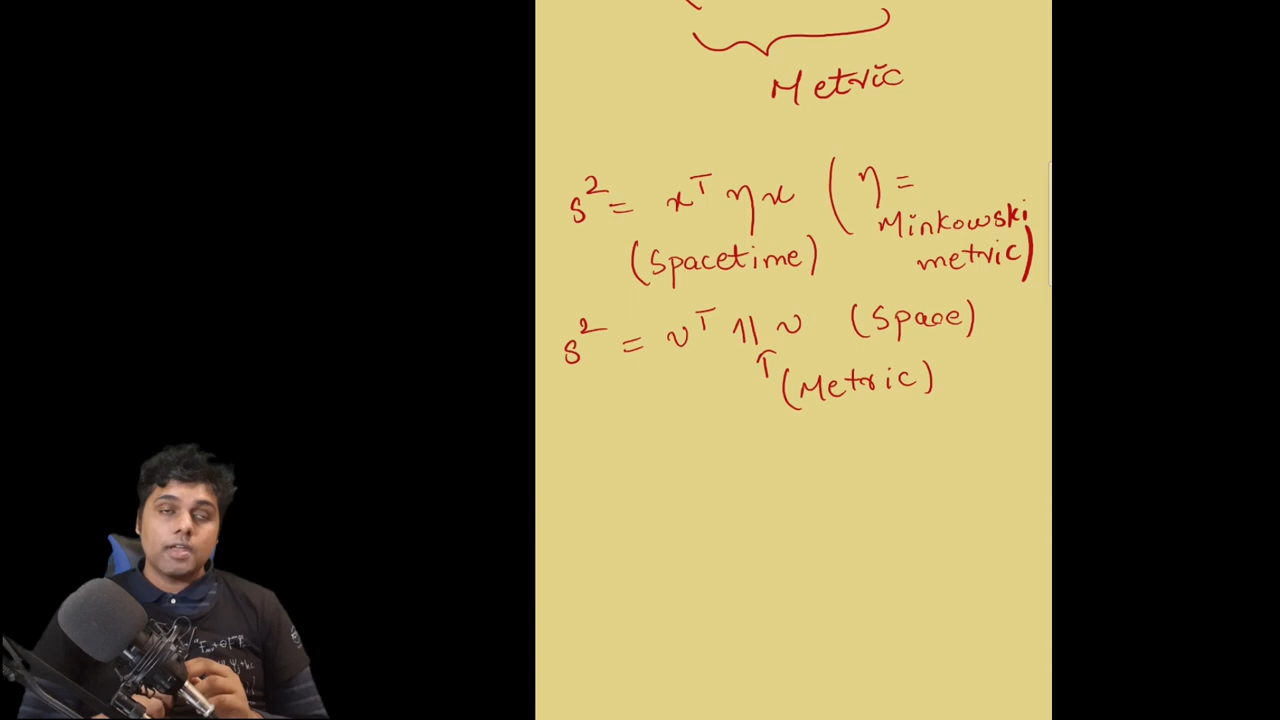 Metric
s² = xᵀ η x (η =
Minkowski
(Spacetime) metric)
s² = vᵀ 𝟙 v (Space)
↑
(Metric)